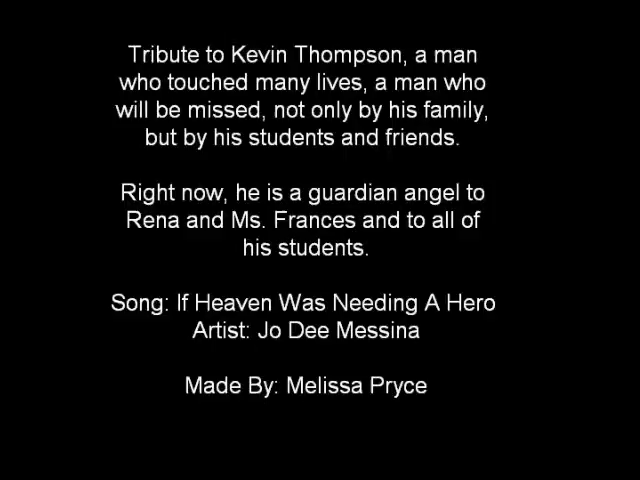 Tribute to Kevin Thompson, a man
who touched many lives, a man who
will be missed, not only by his family,
but by his students and friends.
Right now, he is a guardian angel to
Rena and Ms. Frances and to all of
his students.
Song: If Heaven Was Needing A Hero
Artist: Jo Dee Messina
Made By: Melissa Pryce